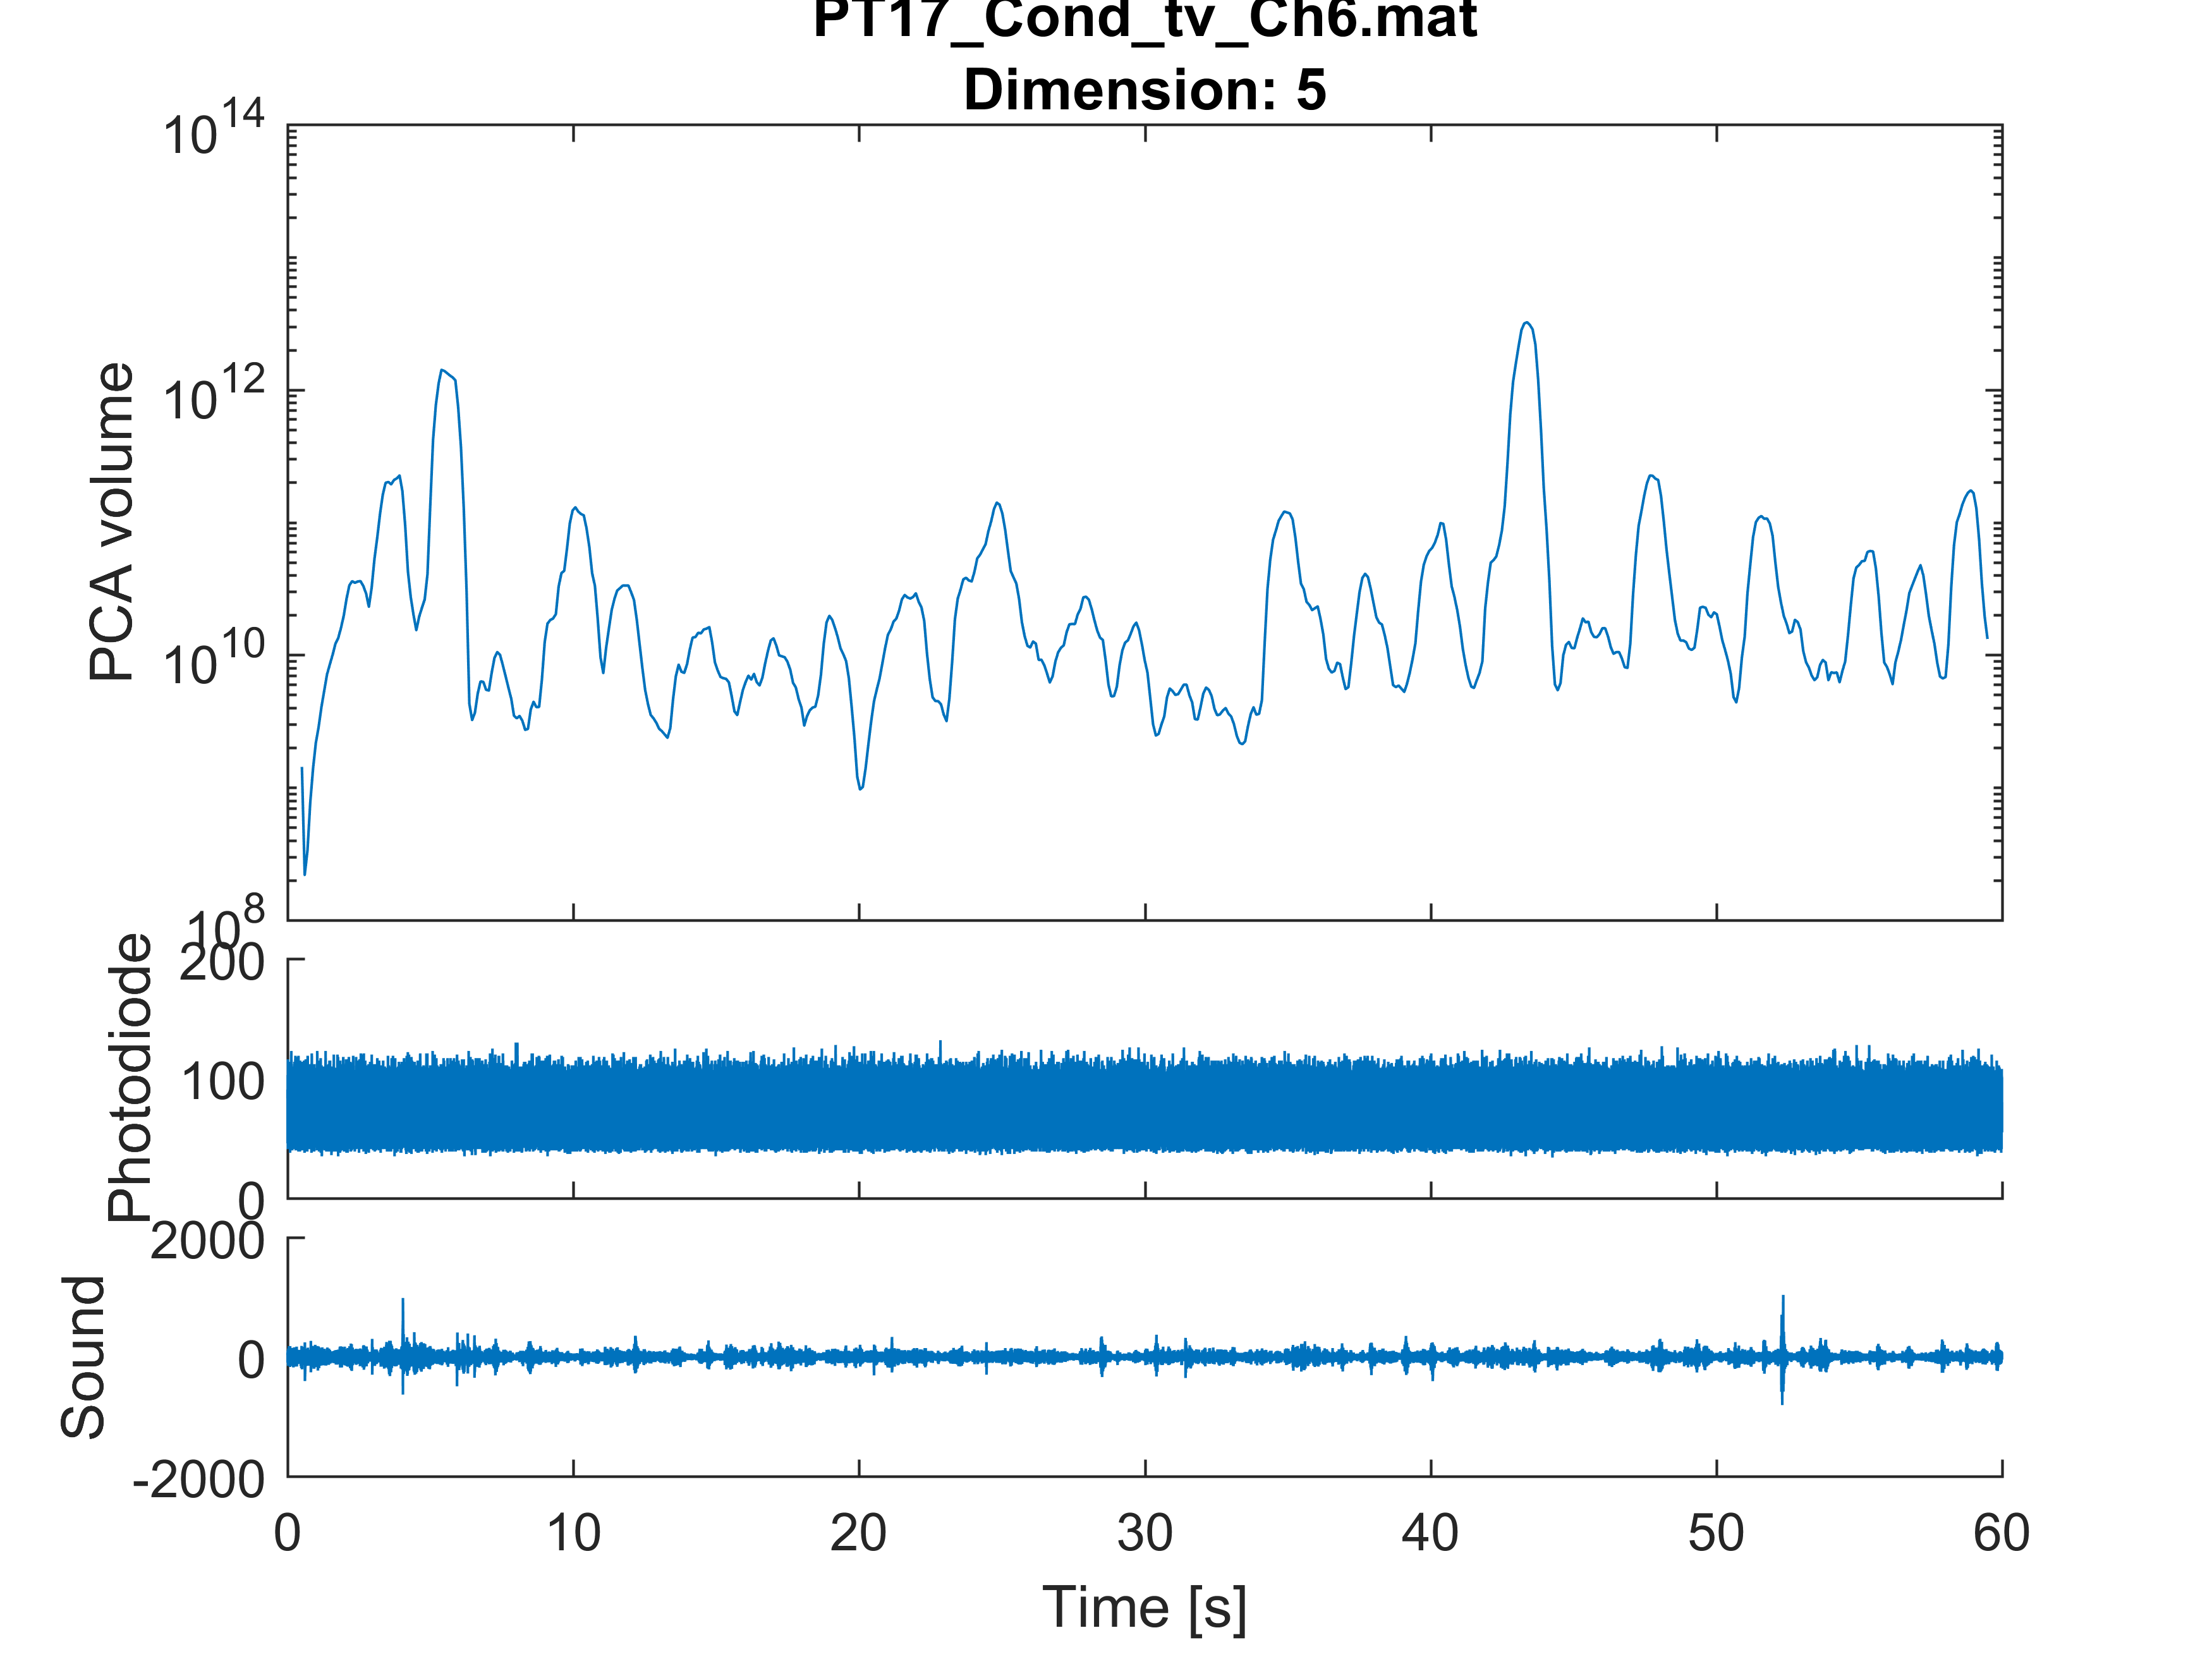 PT17_Cond_tv_Ch6.mat
Dimension: 5
10^14
10^12
10^10
10^8
PCA volume
200
100
0
Photodiode
2000
0
-2000
Sound
0 10 20 30 40 50 60
Time [s]